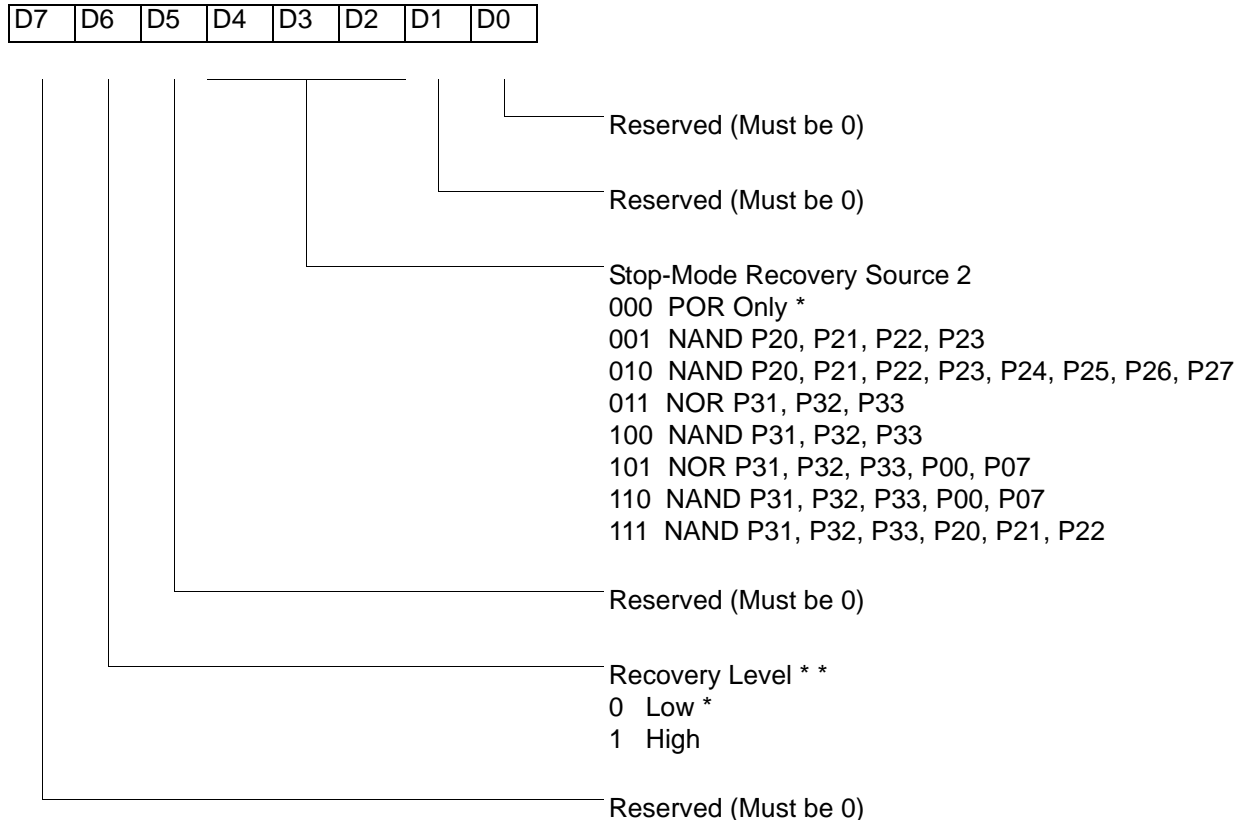 D7 D6 D5 D4 D3 D2 D1 D0
Reserved (Must be 0)
Reserved (Must be 0)
Stop-Mode Recovery Source 2
000 POR Only *
001 NAND P20, P21, P22, P23
010 NAND P20, P21, P22, P23, P24, P25, P26, P27
011 NOR P31, P32, P33
100 NAND P31, P32, P33
101 NOR P31, P32, P33, P00, P07
110 NAND P31, P32, P33, P00, P07
111 NAND P31, P32, P33, P20, P21, P22
Reserved (Must be 0)
Recovery Level * *
0 Low *
1 High
Reserved (Must be 0)